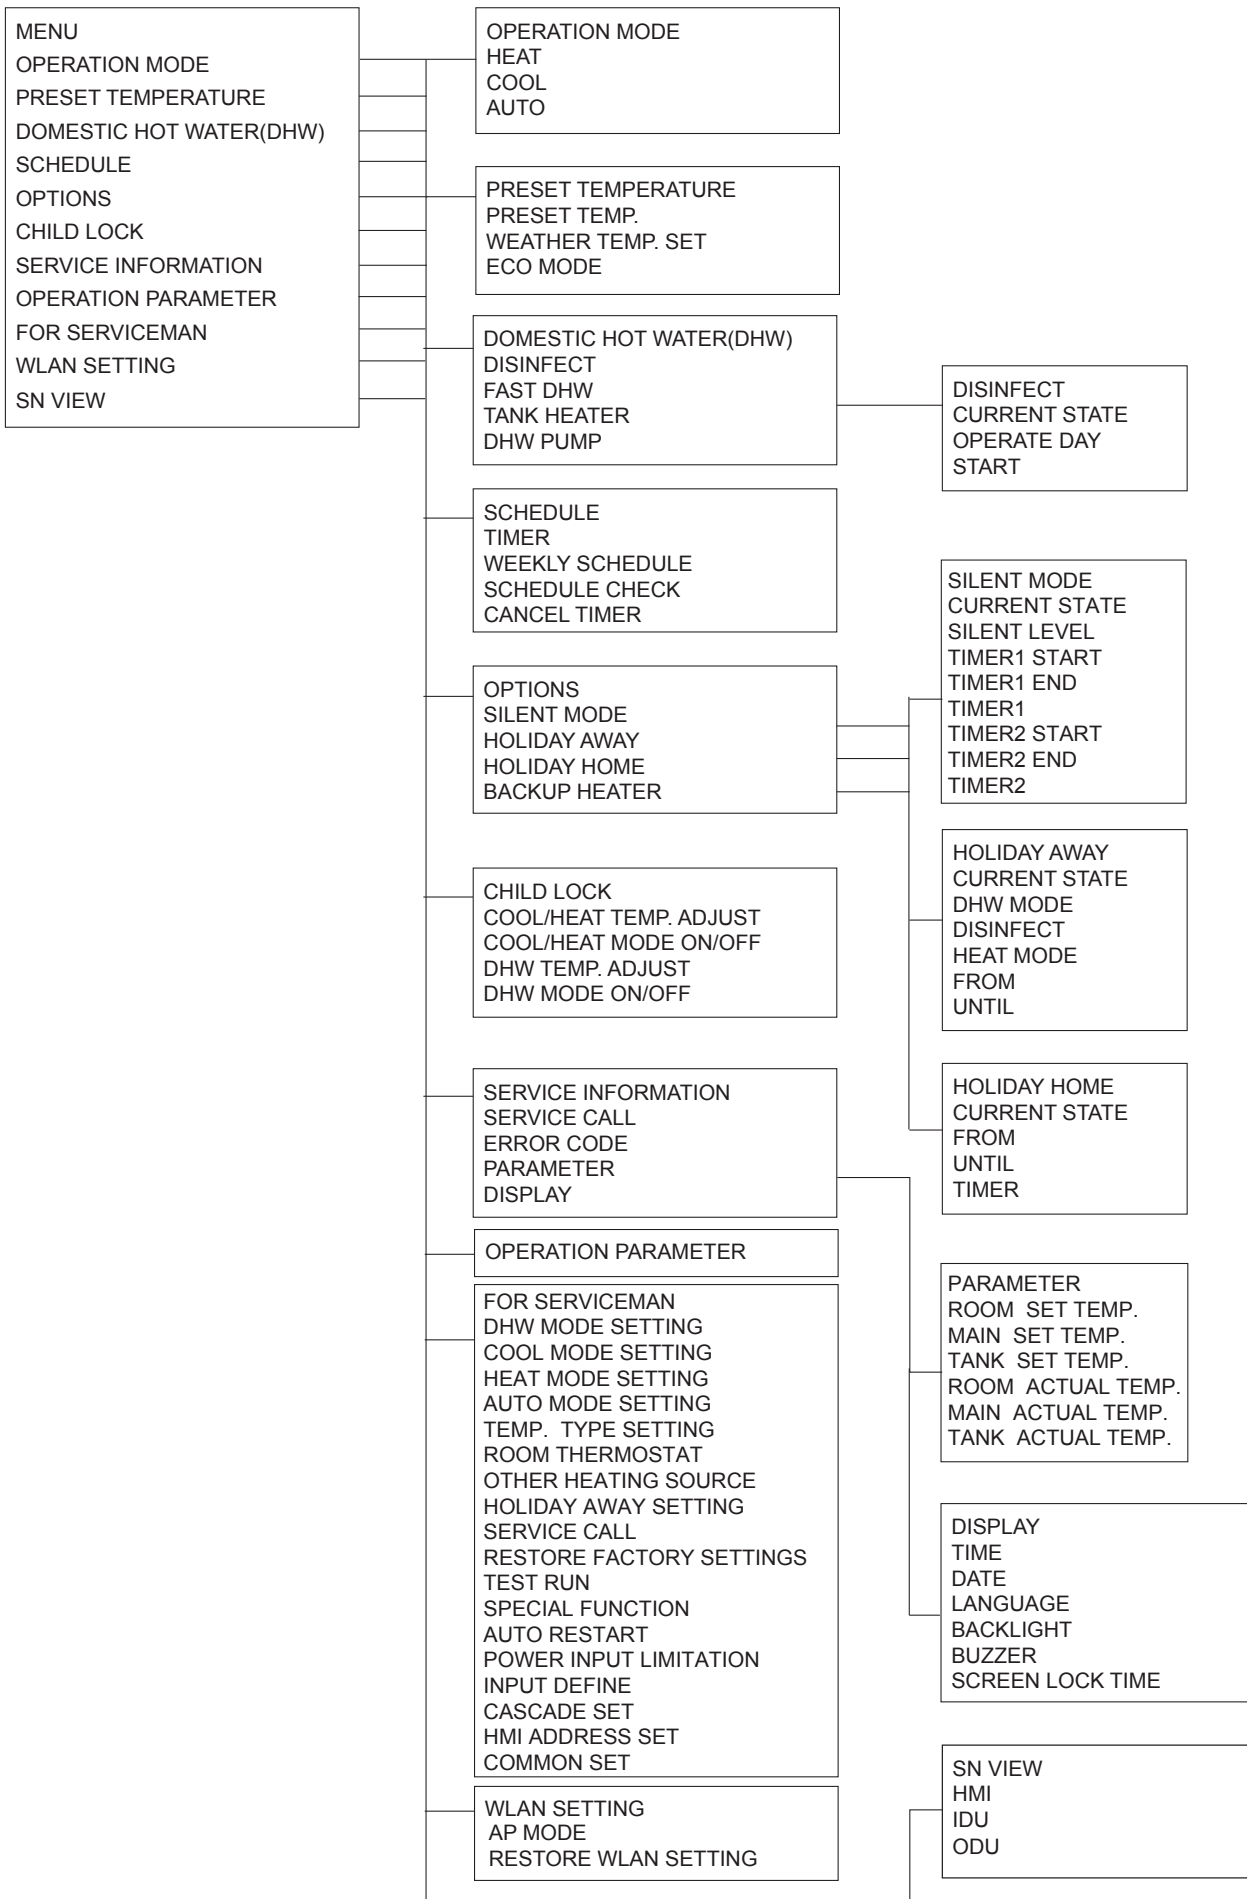 MENU
OPERATION MODE
PRESET TEMPERATURE
DOMESTIC HOT WATER(DHW)
SCHEDULE
OPTIONS
CHILD LOCK
SERVICE INFORMATION
OPERATION PARAMETER
FOR SERVICEMAN
WLAN SETTING
SN VIEW
OPERATION MODE
HEAT
COOL
AUTO
PRESET TEMPERATURE
PRESET TEMP.
WEATHER TEMP. SET
ECO MODE
DOMESTIC HOT WATER(DHW)
DISINFECT
FAST DHW
TANK HEATER
DHW PUMP
DISINFECT
CURRENT STATE
OPERATE DAY
START
SCHEDULE
TIMER
WEEKLY SCHEDULE
SCHEDULE CHECK
CANCEL TIMER
OPTIONS
SILENT MODE
HOLIDAY AWAY
HOLIDAY HOME
BACKUP HEATER
SILENT MODE
CURRENT STATE
SILENT LEVEL
TIMER1 START
TIMER1 END
TIMER1
TIMER2 START
TIMER2 END
TIMER2
HOLIDAY AWAY
CURRENT STATE
DHW MODE
DISINFECT
HEAT MODE
FROM
UNTIL
HOLIDAY HOME
CURRENT STATE
FROM
UNTIL
TIMER
CHILD LOCK
COOL/HEAT TEMP. ADJUST
COOL/HEAT MODE ON/OFF
DHW TEMP. ADJUST
DHW MODE ON/OFF
SERVICE INFORMATION
SERVICE CALL
ERROR CODE
PARAMETER
DISPLAY
PARAMETER
ROOM SET TEMP.
MAIN SET TEMP.
TANK SET TEMP.
ROOM ACTUAL TEMP.
MAIN ACTUAL TEMP.
TANK ACTUAL TEMP.
DISPLAY
TIME
DATE
LANGUAGE
BACKLIGHT
BUZZER
SCREEN LOCK TIME
OPERATION PARAMETER
FOR SERVICEMAN
DHW MODE SETTING
COOL MODE SETTING
HEAT MODE SETTING
AUTO MODE SETTING
TEMP. TYPE SETTING
ROOM THERMOSTAT
OTHER HEATING SOURCE
HOLIDAY AWAY SETTING
SERVICE CALL
RESTORE FACTORY SETTINGS
TEST RUN
SPECIAL FUNCTION
AUTO RESTART
POWER INPUT LIMITATION
INPUT DEFINE
CASCADE SET
HMI ADDRESS SET
COMMON SET
WLAN SETTING
AP MODE
RESTORE WLAN SETTING
SN VIEW
HMI
IDU
ODU